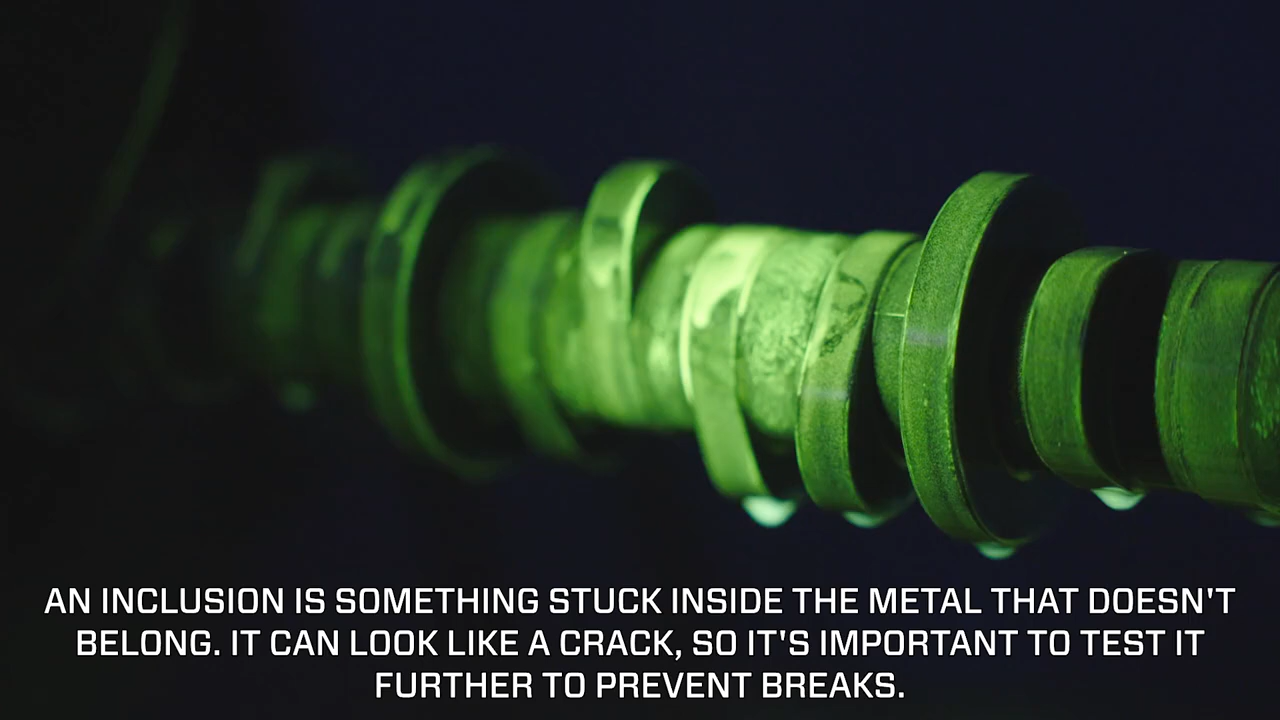 AN INCLUSION IS SOMETHING STUCK INSIDE THE METAL THAT DOESN'T
BELONG. IT CAN LOOK LIKE A CRACK, SO IT'S IMPORTANT TO TEST IT
FURTHER TO PREVENT BREAKS.